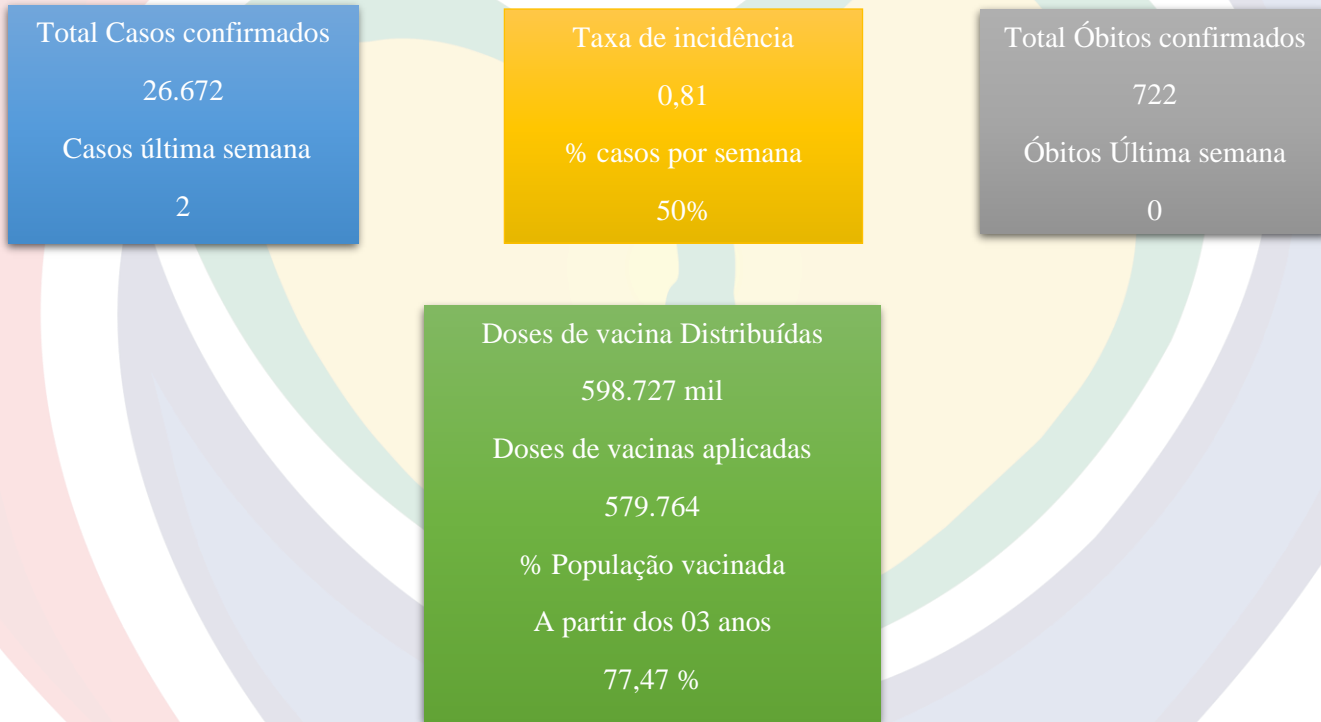 Total Casos confirmados
26.672
Casos última semana
2
Taxa de incidência
0,81
% casos por semana
50%
Total Óbitos confirmados
722
Óbitos Última semana
0
Doses de vacina Distribuídas
598.727 mil
Doses de vacinas aplicadas
579.764
% População vacinada
A partir dos 03 anos
77,47 %